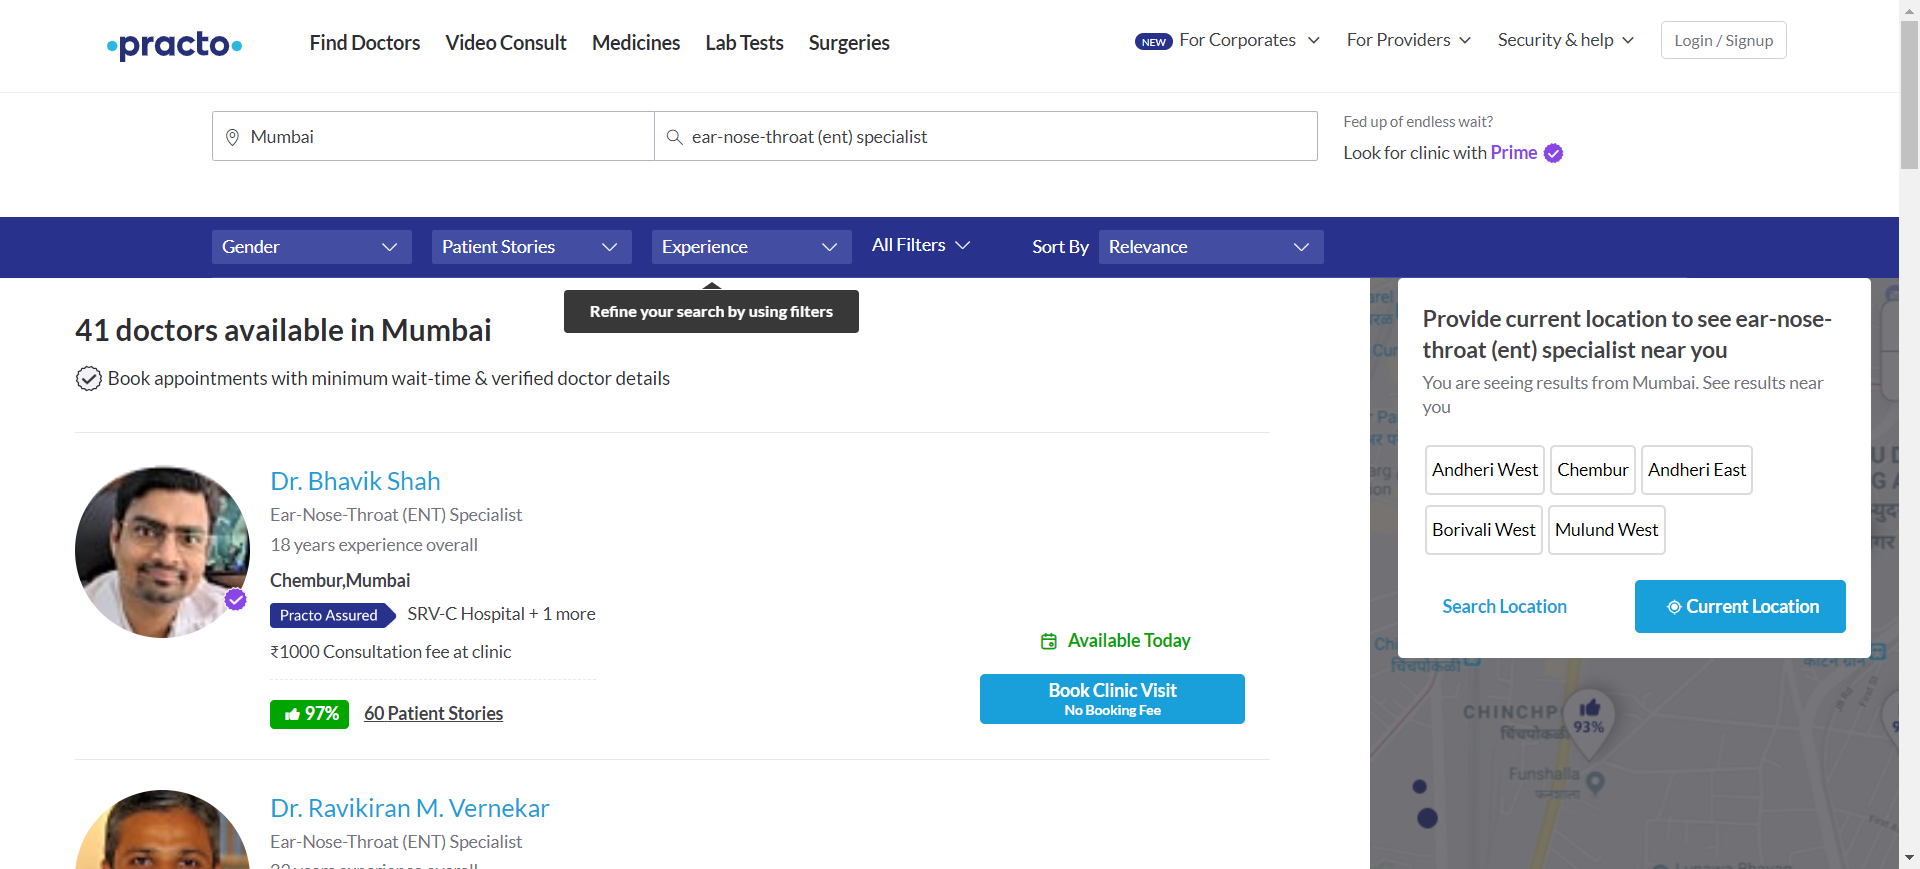 practo
Find Doctors
Video Consult
Medicines
Lab Tests
Surgeries
NEW For Corporates
For Providers
Security & help
Login / Signup
Mumbai
ear-nose-throat (ent) specialist
Fed up of endless wait?
Look for clinic with Prime
Gender
Patient Stories
Experience
All Filters
Sort By
Relevance
Refine your search by using filters
41 doctors available in Mumbai
Book appointments with minimum wait-time & verified doctor details
Dr. Bhavik Shah
Ear-Nose-Throat (ENT) Specialist
18 years experience overall
Chembur,Mumbai
Practo Assured SRV-C Hospital + 1 more
₹1000 Consultation fee at clinic
97% 60 Patient Stories
Available Today
Book Clinic Visit
No Booking Fee
Dr. Ravikiran M. Vernekar
Ear-Nose-Throat (ENT) Specialist
Provide current location to see ear-nose-
throat (ent) specialist near you
You are seeing results from Mumbai. See results near
you
Andheri West
Chembur
Andheri East
Borivali West
Mulund West
Search Location
Current Location
CHINCHP
चिंचपोकळी
93%
Funshalla
फनशाला